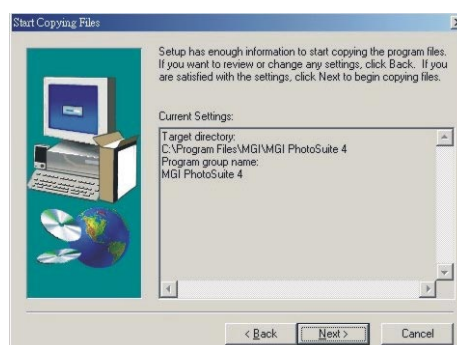 Start Copying Files
Setup has enough information to start copying the program files.
If you want to review or change any settings, click Back. If you
are satisfied with the settings, click Next to begin copying files.
Current Settings:
Target directory:
C:\Program Files\MGI\MGI PhotoSuite 4
Program group name:
MGI PhotoSuite 4
< Back
Next >
Cancel